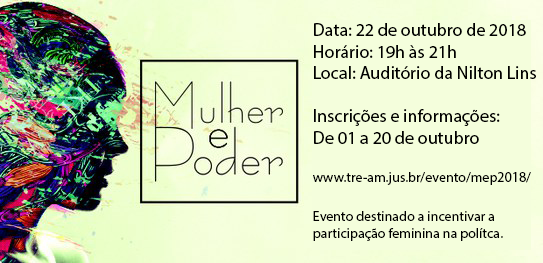 Mulher
e
Poder
Data: 22 de outubro de 2018
Horário: 19h às 21h
Local: Auditório da Nilton Lins
Inscrições e informações:
De 01 a 20 de outubro
www.tre-am.jus.br/evento/mep2018/
Evento destinado a incentivar a
participação feminina na polítca.